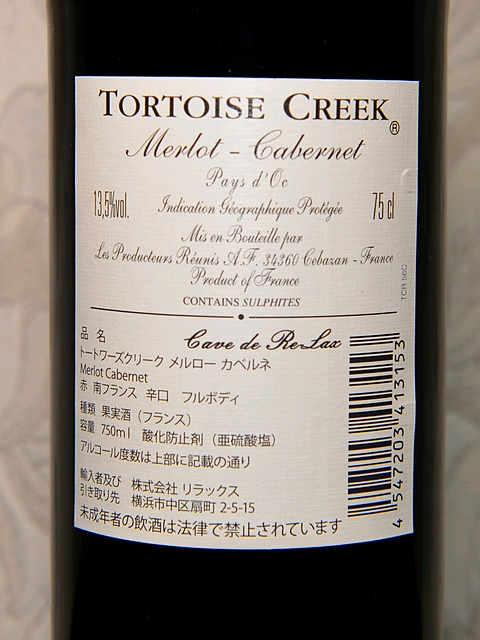 TORTOISE CREEK®
Merlot - Cabernet
Pays d'Oc
13,5%vol.
Indication Géographique Protégée
75 cl
Mis en Bouteille par
Les Producteurs Réunis A.F. 34360 Cebazan - France
Product of France
CONTAINS SULPHITES
TCR 56C
Cave de ReLax
品 名
トートワーズクリーク メルロー カベルネ
Merlot Cabernet
赤 南フランス 辛口 フルボディ
種類 果実酒（フランス）
容量 750ml 酸化防止剤（亜硫酸塩）
アルコール度数は上部に記載の通り
輸入者及び 株式会社 リラックス
引き取り先 横浜市中区扇町 2-5-15
未成年者の飲酒は法律で禁止されています
4 547203 413153